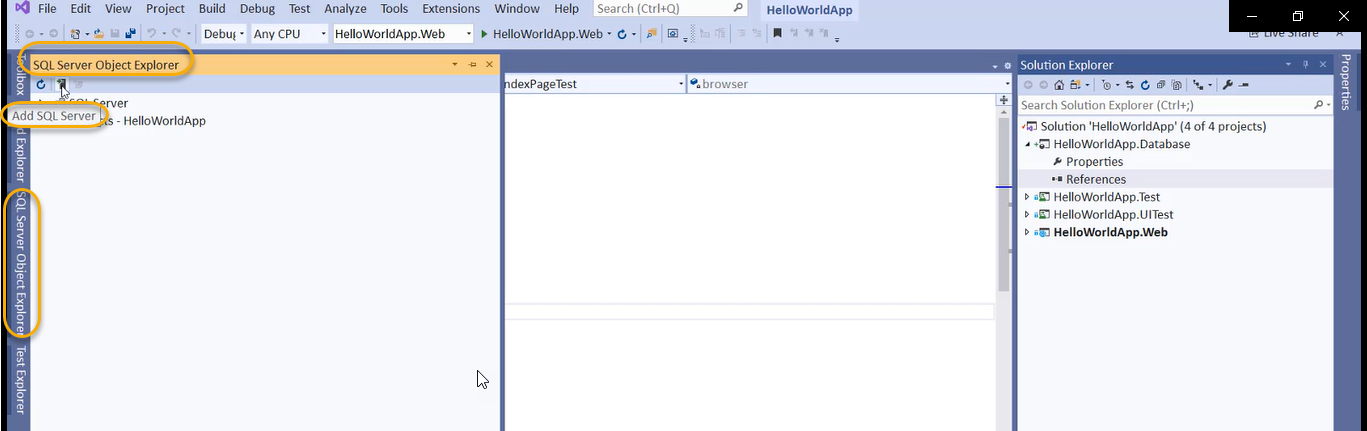 File Edit View Project Build Debug Test Analyze Tools Extensions Window Help Search (Ctrl+Q) HelloWorldApp
Any CPU HelloWorldApp.Web HelloWorldApp.Web Live Share
Toolbox
SQL Server Object Explorer
SQL Server
Add SQL Server
- HelloWorldApp
Explorer
SQL Server Object Explorer
Test Explorer
IndexPageTest browser
Solution Explorer
Search Solution Explorer (Ctrl+;)
Solution 'HelloWorldApp' (4 of 4 projects)
HelloWorldApp.Database
Properties
References
HelloWorldApp.Test
HelloWorldApp.UITest
HelloWorldApp.Web
Properties